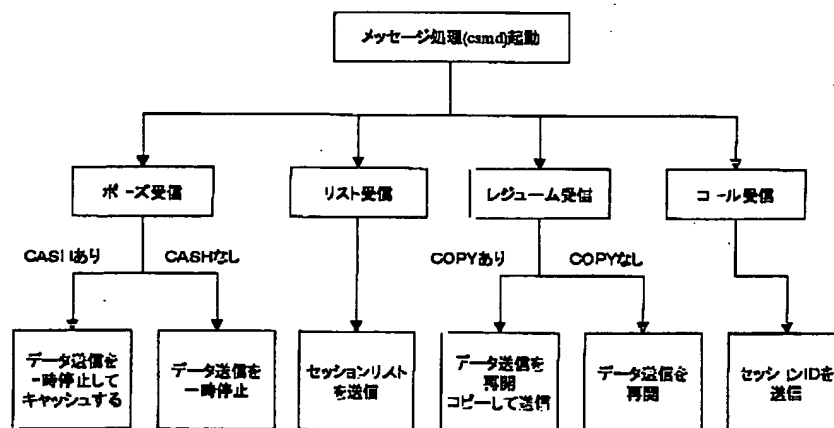 メッセージ処理(csmd)起動
ポーズ受信
リスト受信
レジューム受信
コール受信
CASHあり
CASHなし
COPYあり
COPYなし
データ送信を
一時停止して
キャッシュする
データ送信を
一時停止
セッションリスト
を送信
データ送信を
再開
コピーして送信
データ送信を
再開
セッションIDを
送信